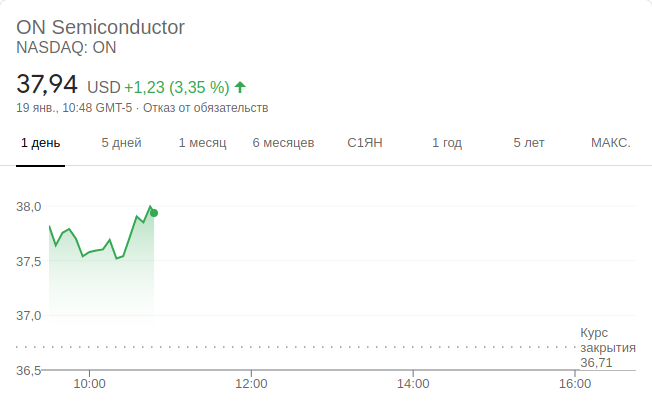 ON Semiconductor
NASDAQ: ON
37,94 USD +1,23 (3,35 %)
19 янв., 10:48 GMT-5 · Отказ от обязательств
1 день 5 дней 1 месяц 6 месяцев С1ЯН 1 год 5 лет МАКС.
38,0
37,5
37,0
Курс
закрытия
36,71
36,5
10:00 12:00 14:00 16:00